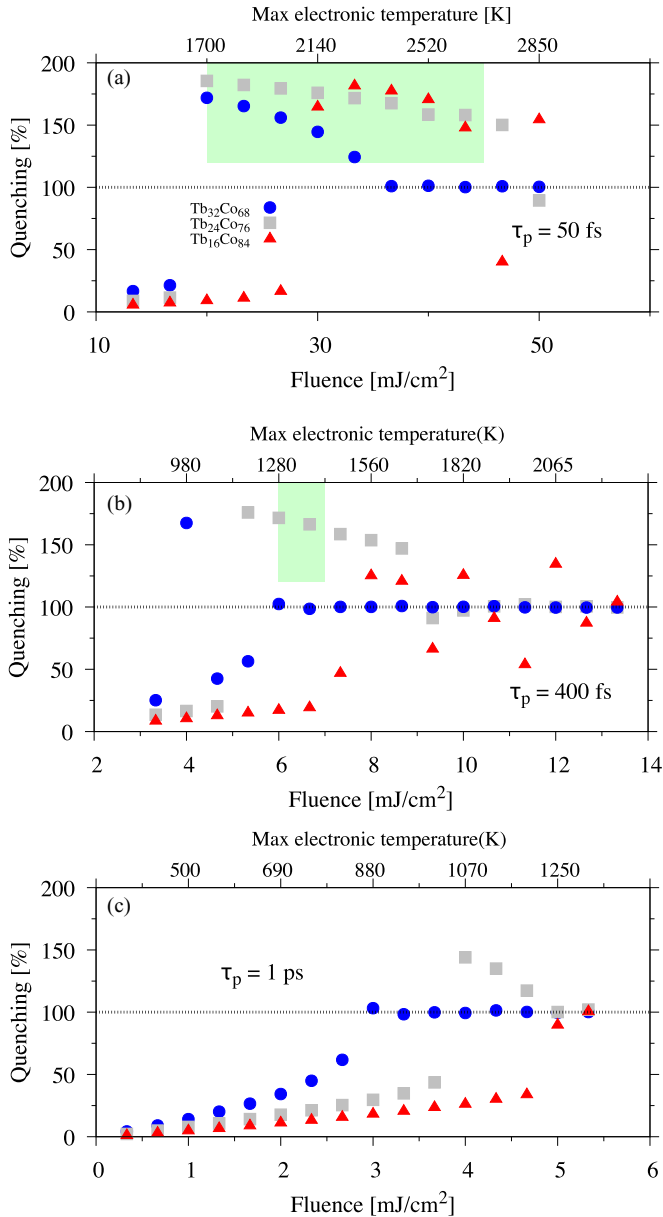 Max electronic temperature [K]
1700 2140 2520 2850
(a)
200
150
100
50
0
Quenching [%]
Tb32Co68
Tb24Co76
Tb16Co84
τp = 50 fs
10 30 50
Fluence [mJ/cm2]
Max electronic temperature(K)
980 1280 1560 1820 2065
(b)
200
150
100
50
0
Quenching [%]
τp = 400 fs
2 4 6 8 10 12 14
Fluence [mJ/cm2]
Max electronic temperature(K)
500 690 880 1070 1250
(c)
200
150
100
50
0
Quenching [%]
τp = 1 ps
0 1 2 3 4 5 6
Fluence [mJ/cm2]